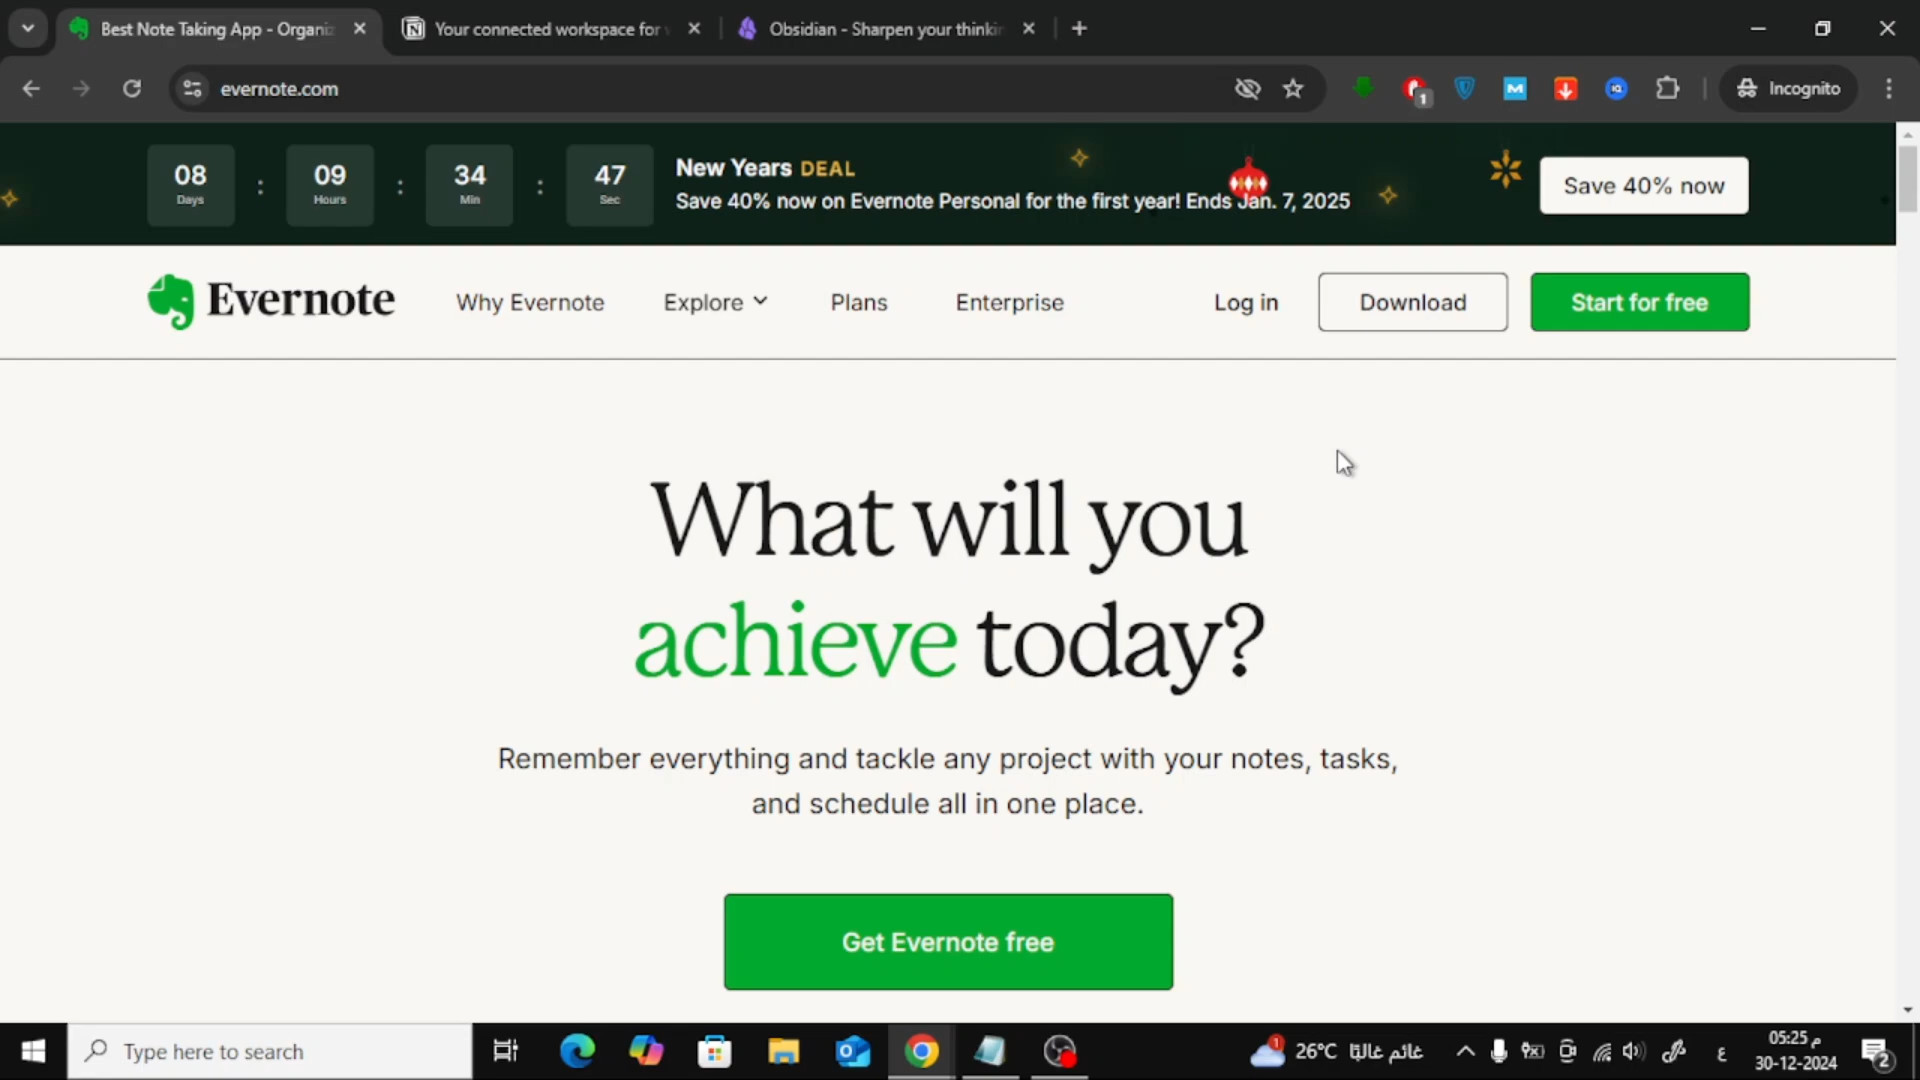 Best Note Taking App - Organiz
Your connected workspace for
Obsidian - Sharpen your thinkin
evernote.com
1
Incognito
08 : 09 : 34 : 47
Days Hours Min Sec
New Years DEAL
Save 40% now on Evernote Personal for the first year! Ends Jan. 7, 2025
Save 40% now
Evernote
Why Evernote
Explore
Plans
Enterprise
Log in
Download
Start for free
What will you
achieve today?
Remember everything and tackle any project with your notes, tasks,
and schedule all in one place.
Get Evernote free
Type here to search
1
26°C غائم غالبًا
ع
05:25 م
30-12-2024
2